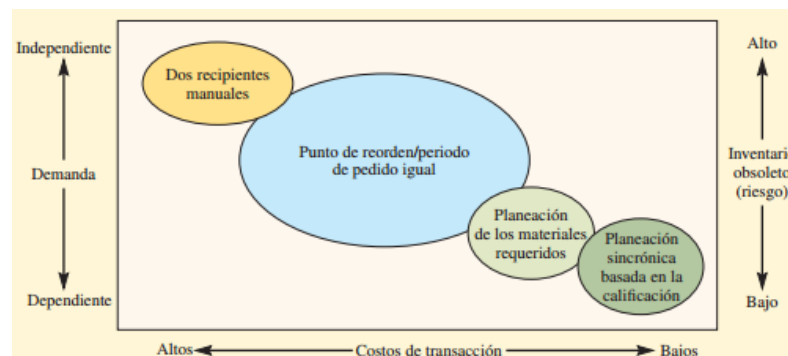 Independiente
Demanda
Dependiente
Dos recipientes
manuales
Punto de reorden/periodo
de pedido igual
Planeación
de los materiales
requeridos
Planeación
sincrónica
basada en la
calificación
Alto
Inventari
obsoleto
(riesgo)
Bajo
Altos
Costos de transacción
Bajos